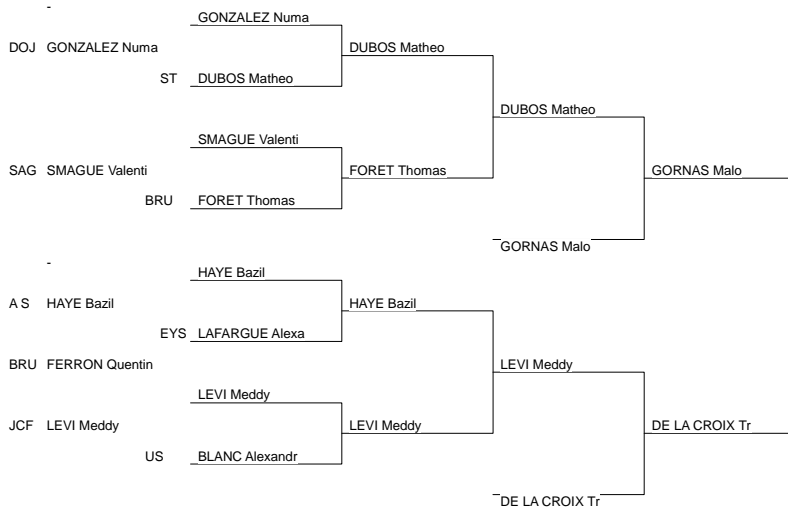 -
GONZALEZ Numa
DOJ GONZALEZ Numa
DUBOS Matheo
ST DUBOS Matheo
DUBOS Matheo
SMAGUE Valenti
SAG SMAGUE Valenti
FORET Thomas
GORNAS Malo
BRU FORET Thomas
GORNAS Malo
-
HAYE Bazil
A S HAYE Bazil
HAYE Bazil
EYS LAFARGUE Alexa
BRU FERRON Quentin
LEVI Meddy
LEVI Meddy
JCF LEVI Meddy
LEVI Meddy
DE LA CROIX Tr
US BLANC Alexandr
DE LA CROIX Tr